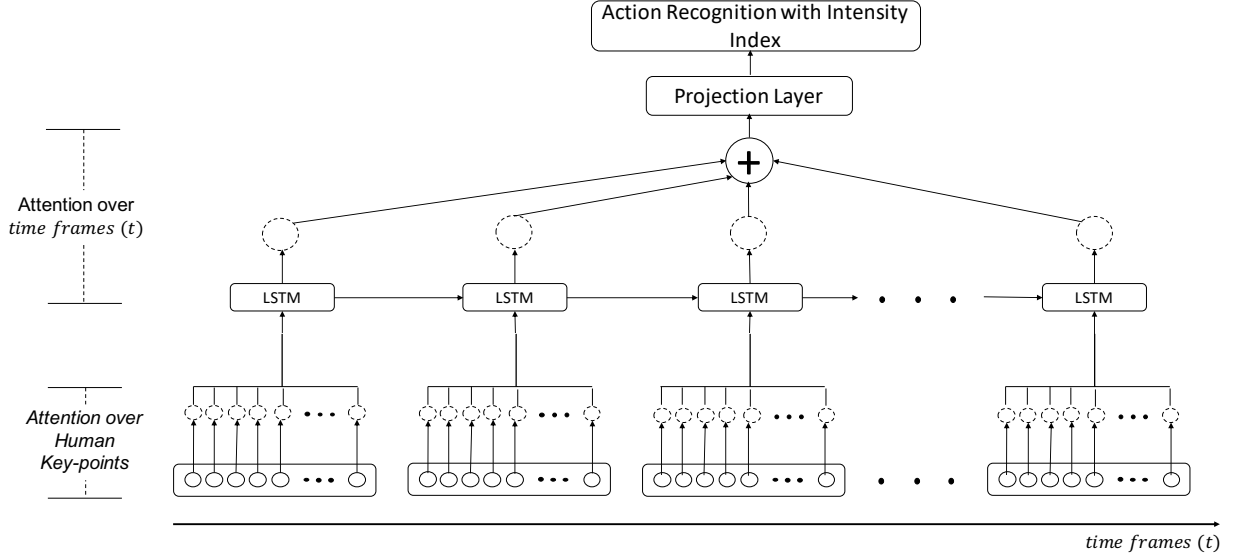 Action Recognition with Intensity
Index
Projection Layer
+
Attention over
time frames (t)
LSTM
LSTM
LSTM
LSTM
Attention over
Human
Key-points
time frames (t)